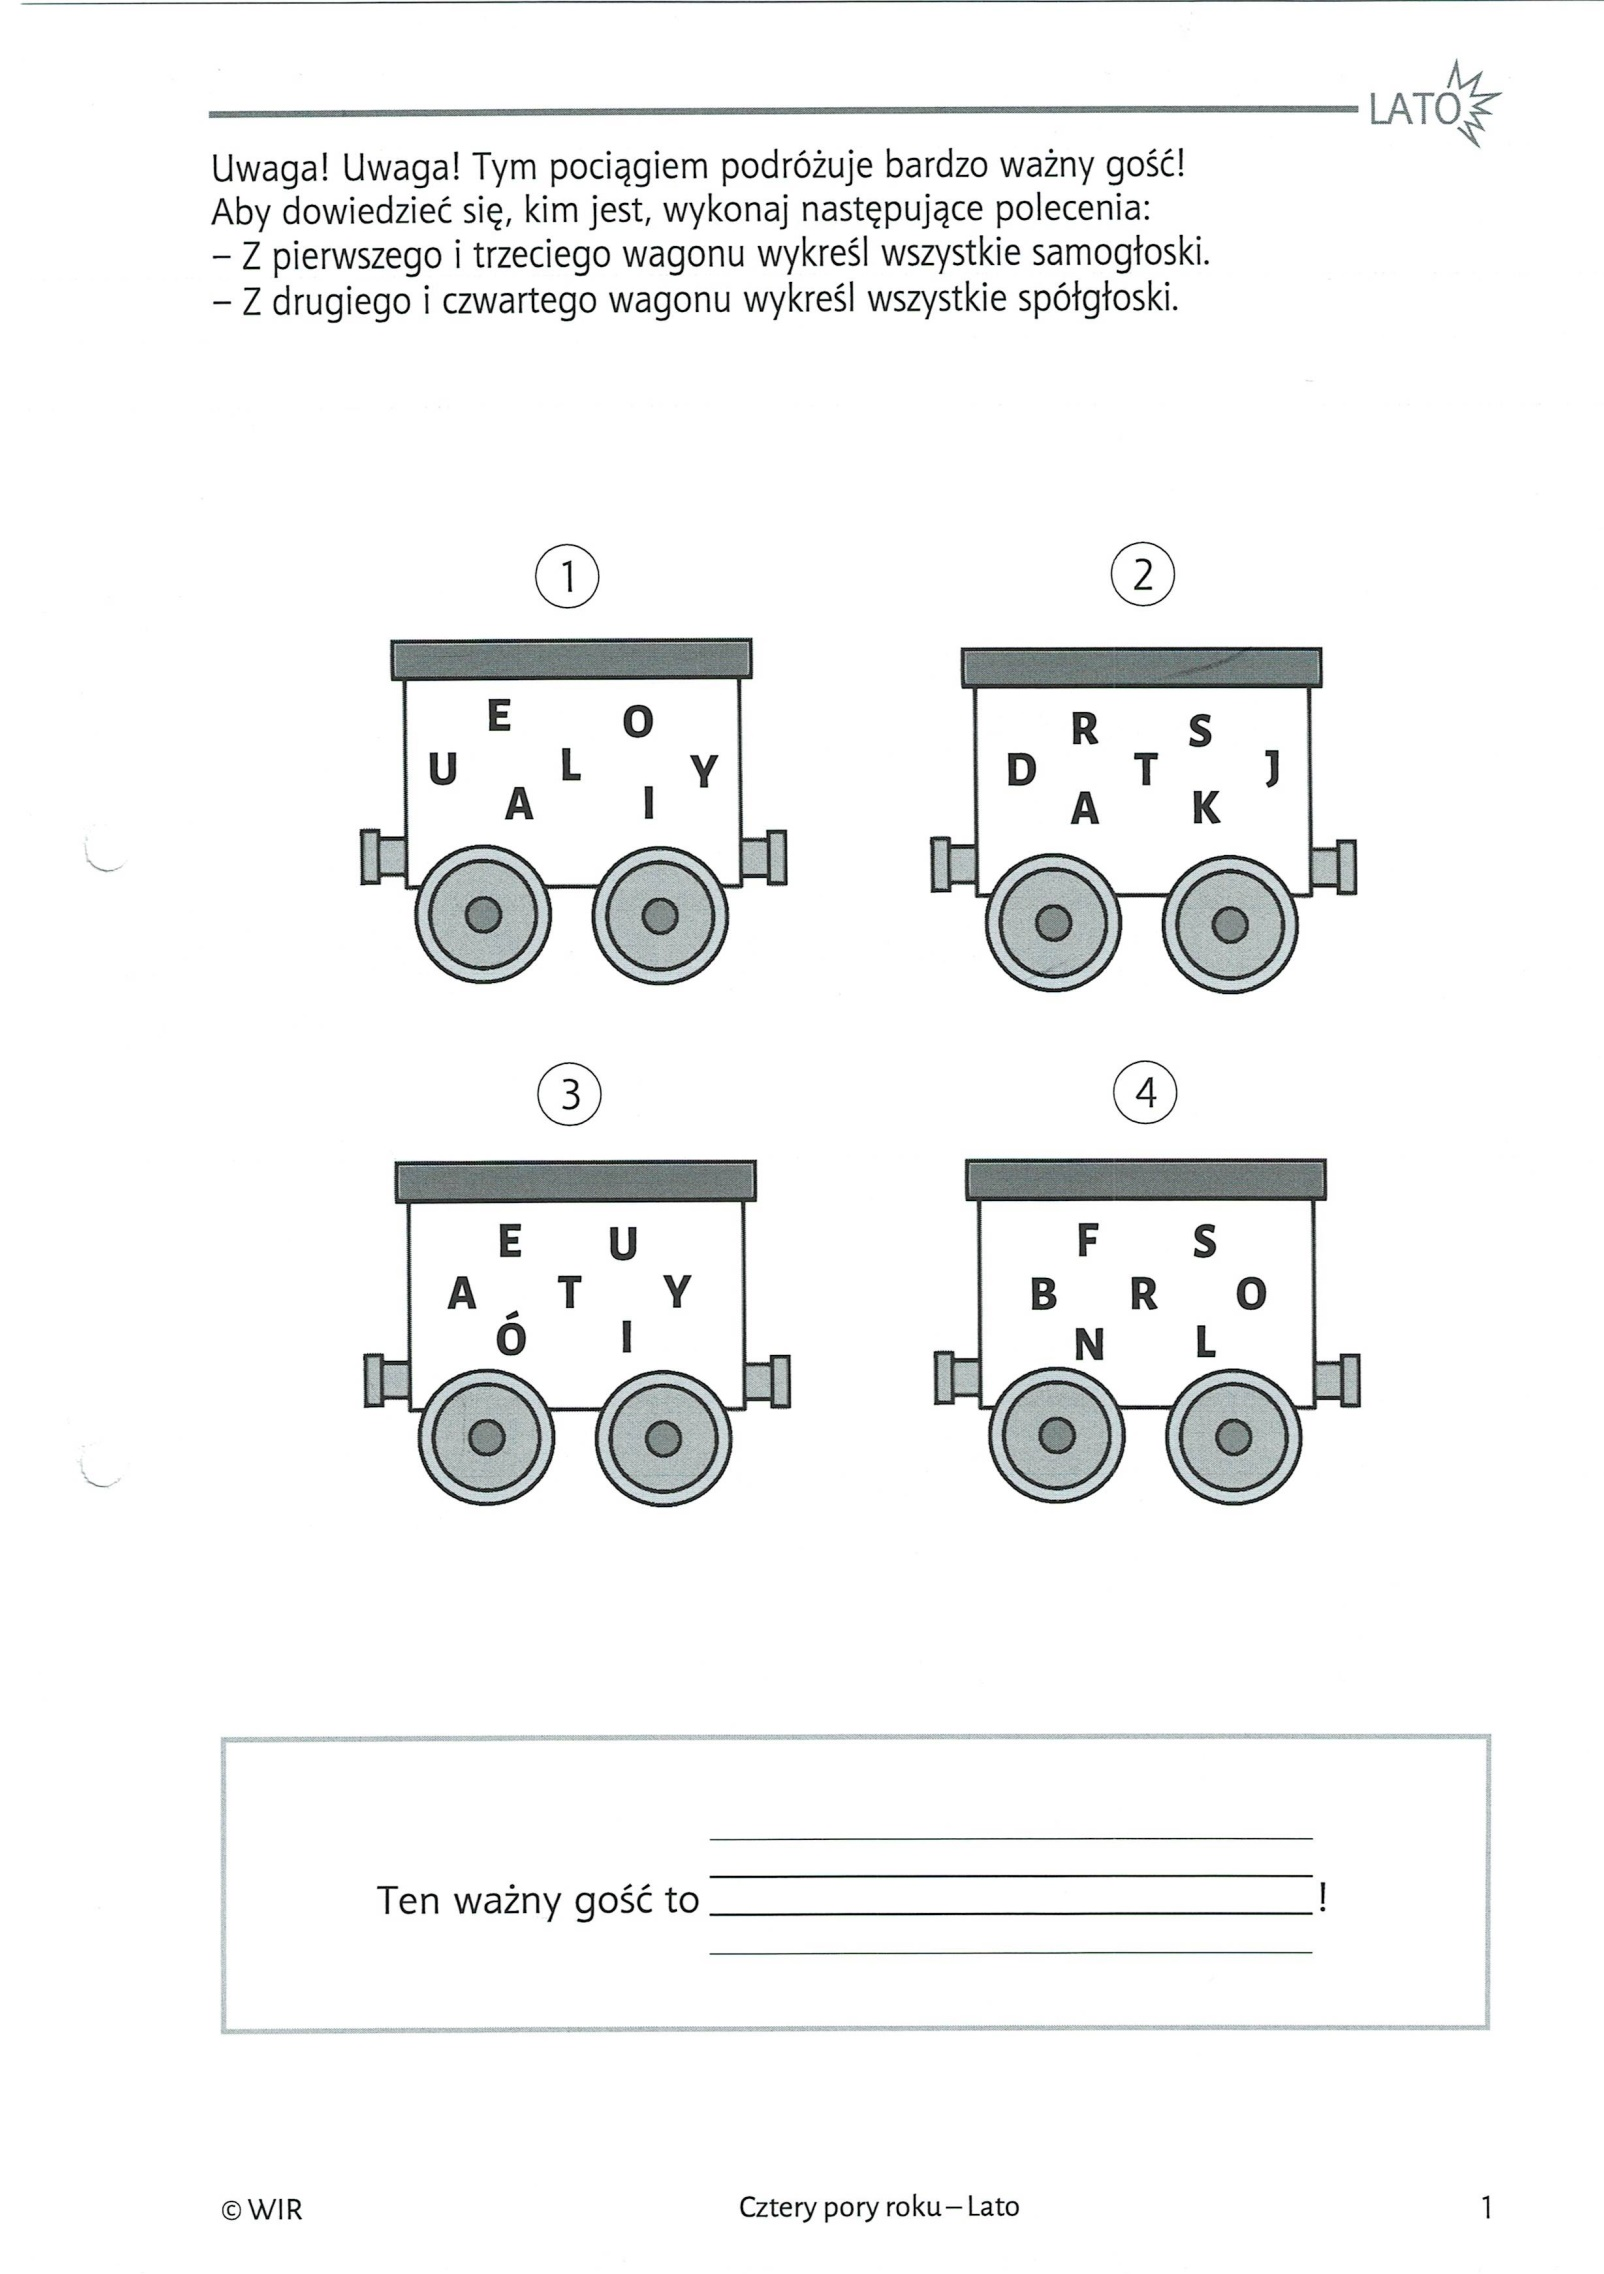 LATO
Uwaga! Uwaga! Tym pociągiem podróżuje bardzo ważny gość!
Aby dowiedzieć się, kim jest, wykonaj następujące polecenia:
– Z pierwszego i trzeciego wagonu wykreśl wszystkie samogłoski.
– Z drugiego i czwartego wagonu wykreśl wszystkie spółgłoski.
1
E O
U L Y
A I
2
R S
D T J
A K
3
E U
A T Y
Ó I
4
F S
B R O
N L
Ten ważny gość to !
© WIR Cztery pory roku – Lato 1